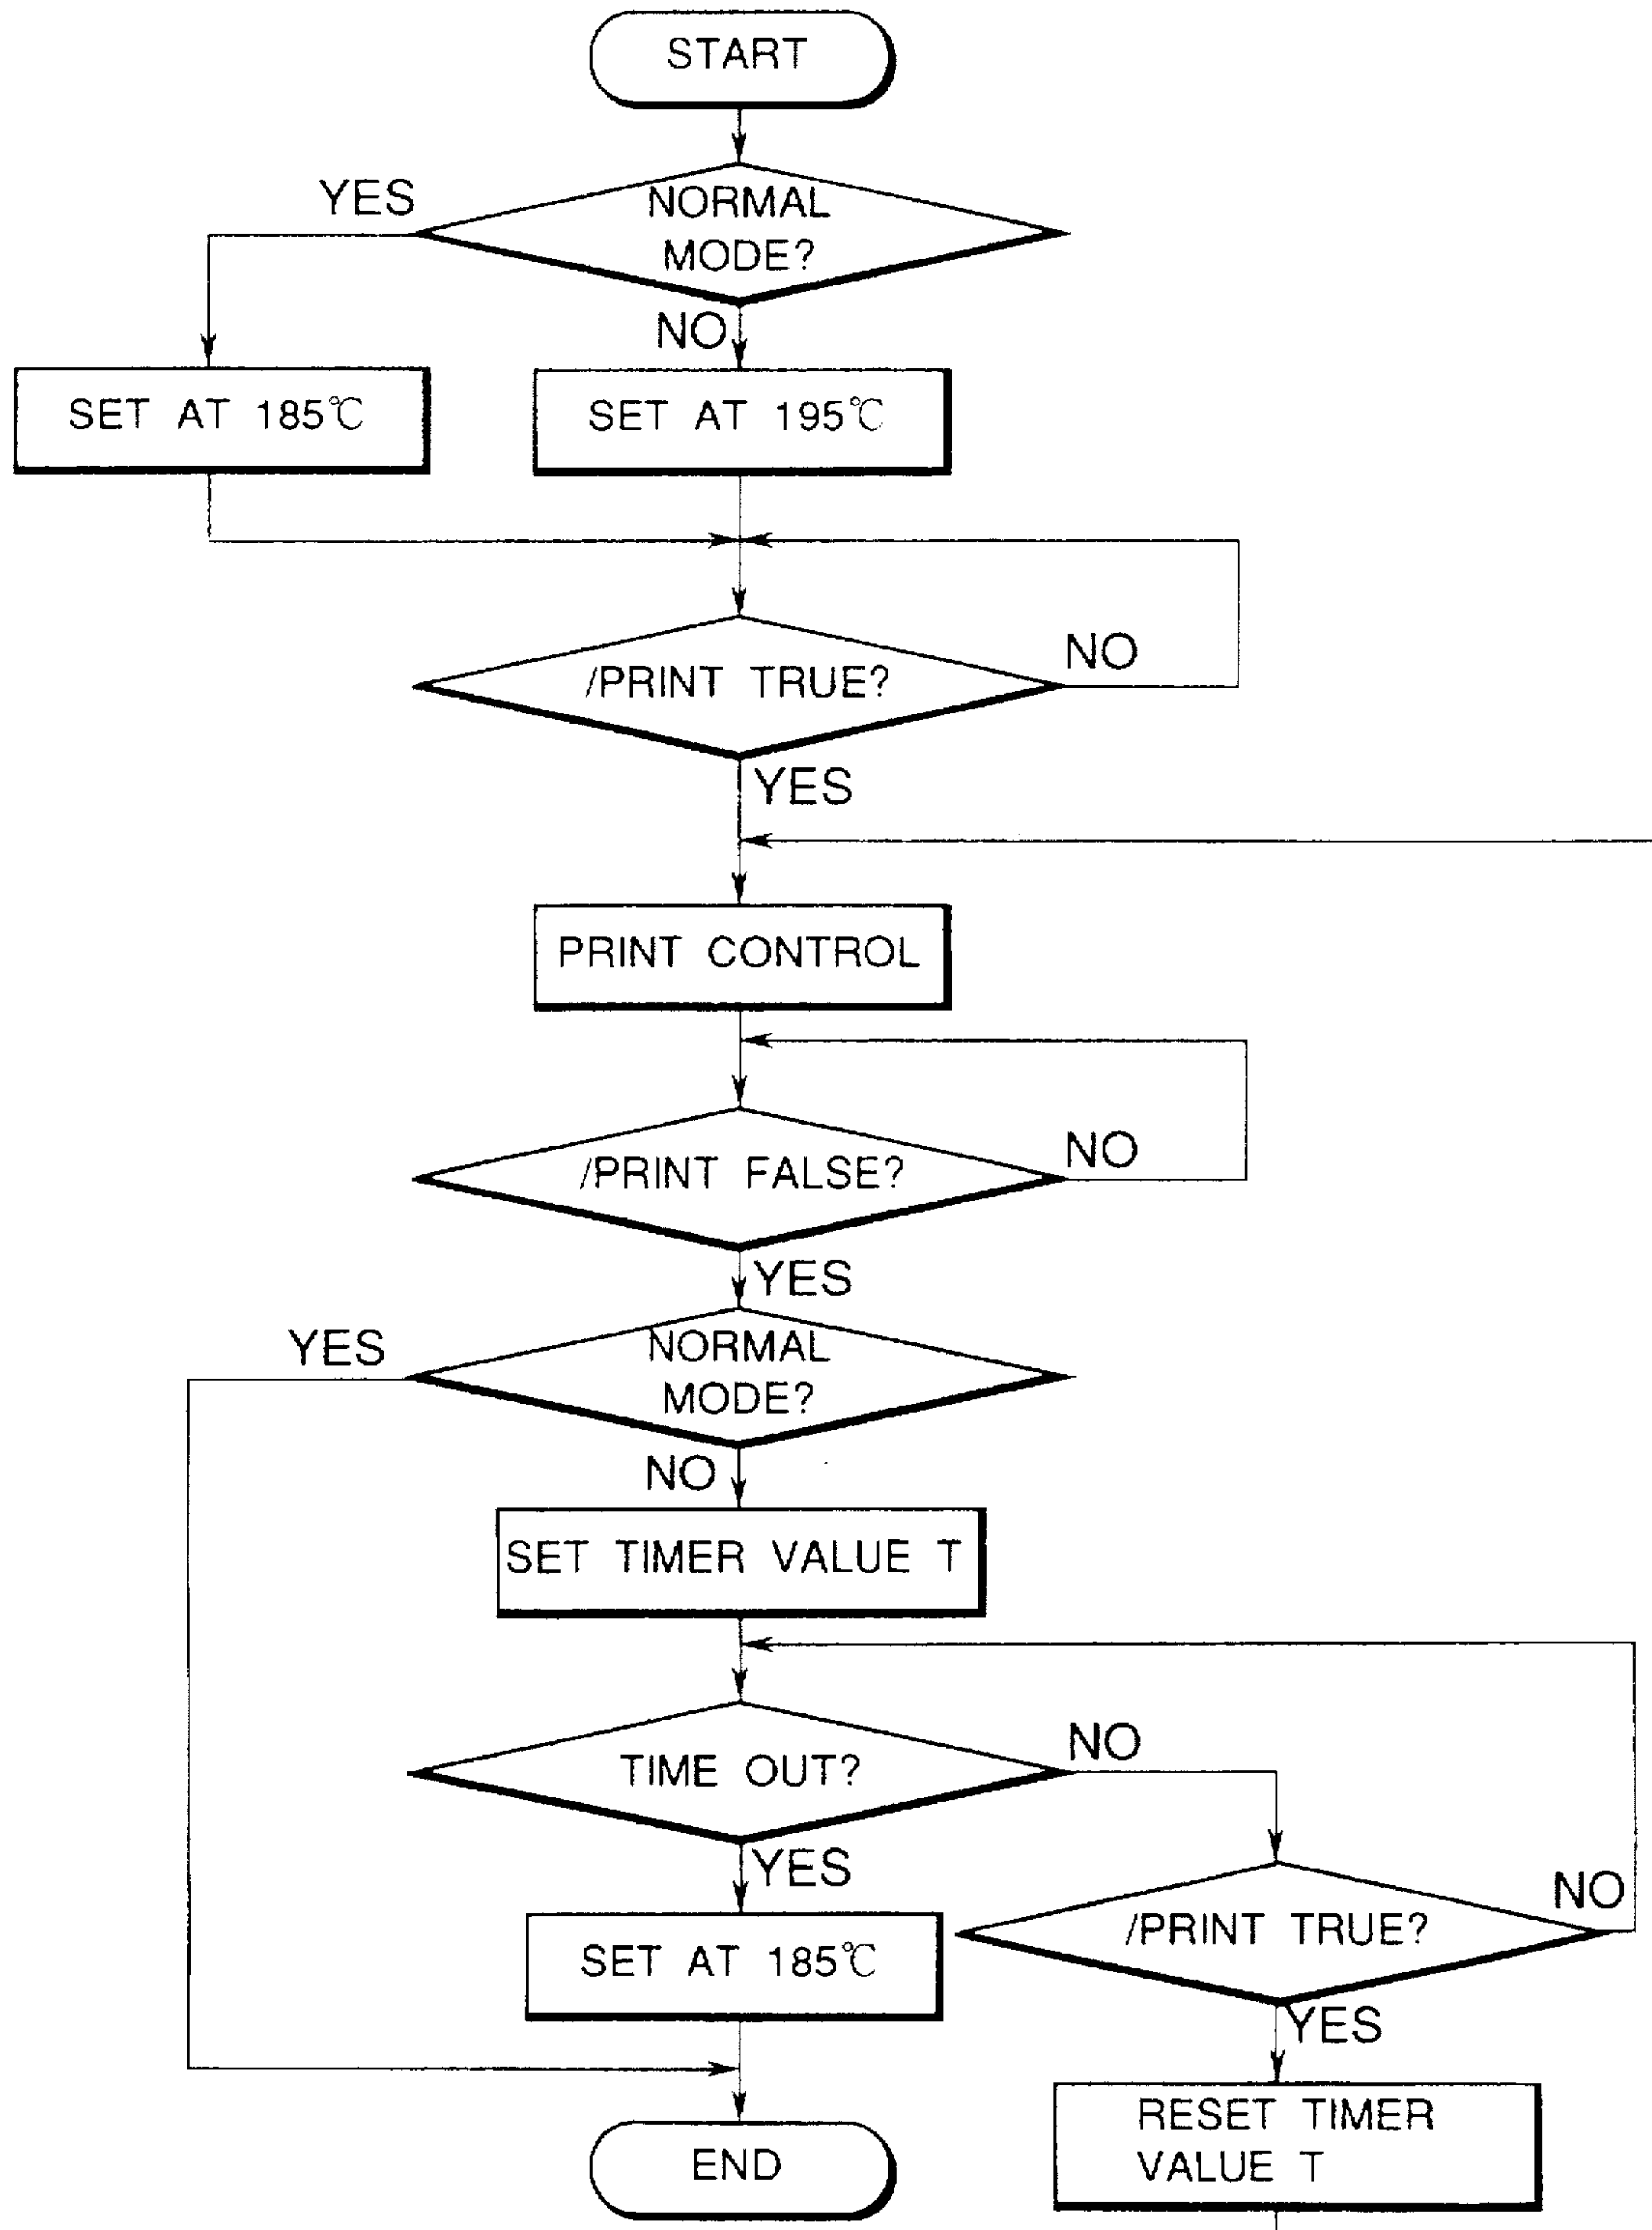 START
YES
NORMAL
MODE?
NO
SET AT 185℃
SET AT 195℃
/PRINT TRUE?
NO
YES
PRINT CONTROL
/PRINT FALSE?
NO
YES
YES
NORMAL
MODE?
NO
SET TIMER VALUE T
TIME OUT?
NO
YES
SET AT 185℃
/PRINT TRUE?
NO
YES
RESET TIMER
VALUE T
END